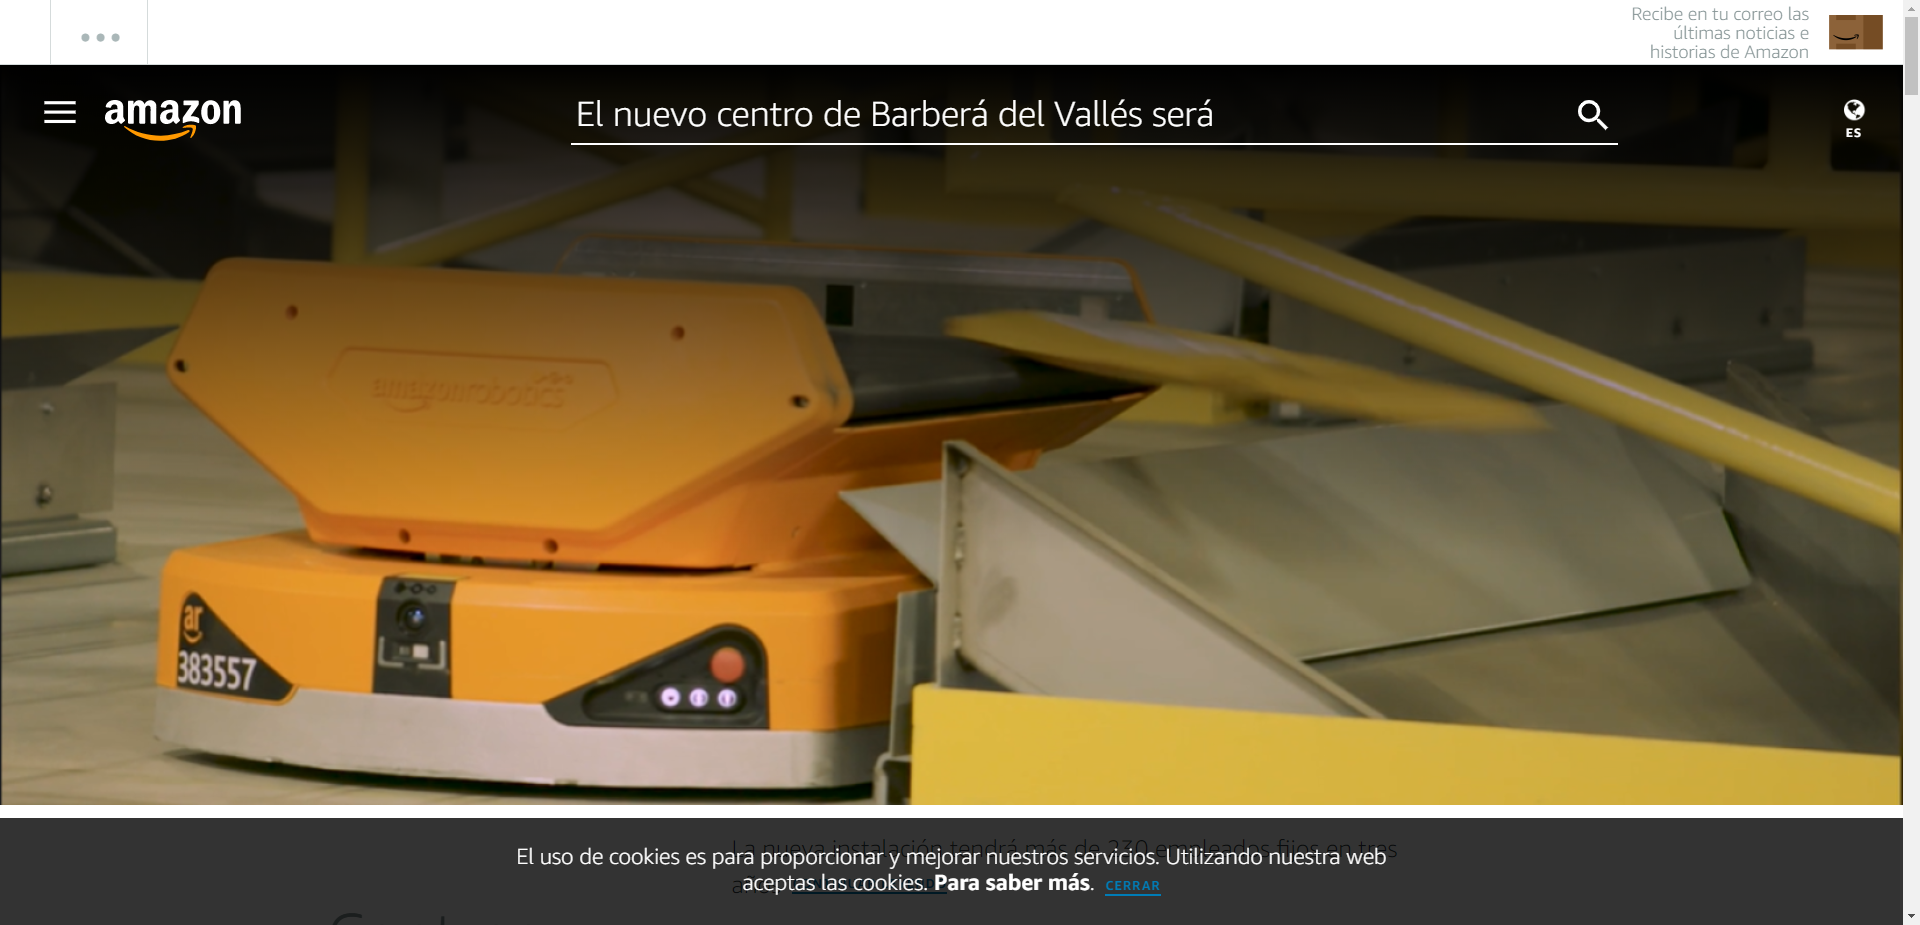 Recibe en tu correo las
últimas noticias e
historias de Amazon
amazon
El nuevo centro de Barberá del Vallés será
ES
amazonrobotics
ar
383557
La nueva instalación tendrá más de 230 empleados fijos en tres
El uso de cookies es para proporcionar y mejorar nuestros servicios. Utilizando nuestra web
aceptas las cookies. Para saber más. CERRAR